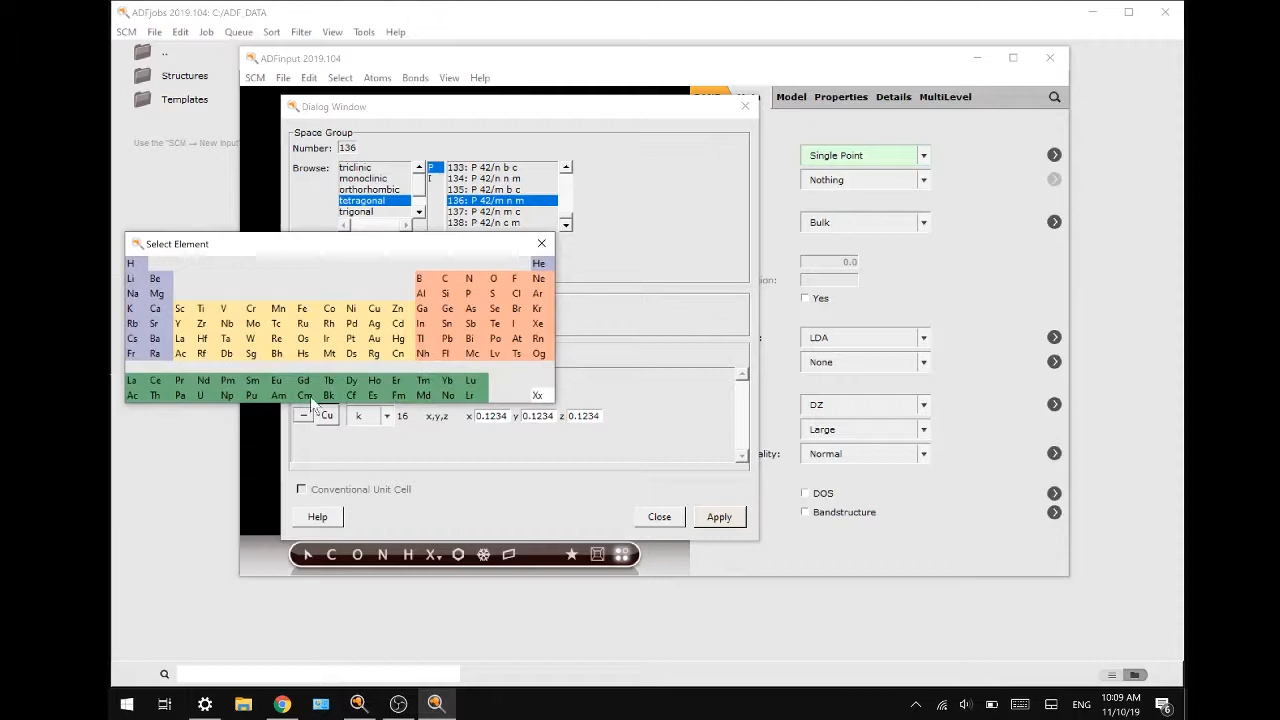 ADFjobs 2019.104: C:/ADF_DATA
SCM File Edit Job Queue Sort Filter View Tools Help
..
Structures
Templates
Use the "SCM → New Input"
ADFinput 2019.104
SCM File Edit Select Atoms Bonds View Help
Model Properties Details MultiLevel
Dialog Window
Space Group
Number: 136
Browse:
triclinic
monoclinic
orthorhombic
tetragonal
trigonal
P
I
133: P 42/n b c
134: P 42/n n m
135: P 42/m b c
136: P 42/m n m
137: P 42/n m c
138: P 42/n c m
Single Point
Nothing
Bulk
0.0
Yes
LDA
None
DZ
Large
Normal
DOS
Bandstructure
Select Element
H He
Li Be B C N O F Ne
Na Mg Al Si P S Cl Ar
K Ca Sc Ti V Cr Mn Fe Co Ni Cu Zn Ga Ge As Se Br Kr
Rb Sr Y Zr Nb Mo Tc Ru Rh Pd Ag Cd In Sn Sb Te I Xe
Cs Ba La Hf Ta W Re Os Ir Pt Au Hg Tl Pb Bi Po At Rn
Fr Ra Ac Rf Db Sg Bh Hs Mt Ds Rg Cn Nh Fl Mc Lv Ts Og
La Ce Pr Nd Pm Sm Eu Gd Tb Dy Ho Er Tm Yb Lu
Ac Th Pa U Np Pu Am Cm Bk Cf Es Fm Md No Lr Xx
− Cu k 16 x,y,z x 0.1234 y 0.1234 z 0.1234
Conventional Unit Cell
Help Close Apply
C O N H X
ENG
10:09 AM
11/10/19
6